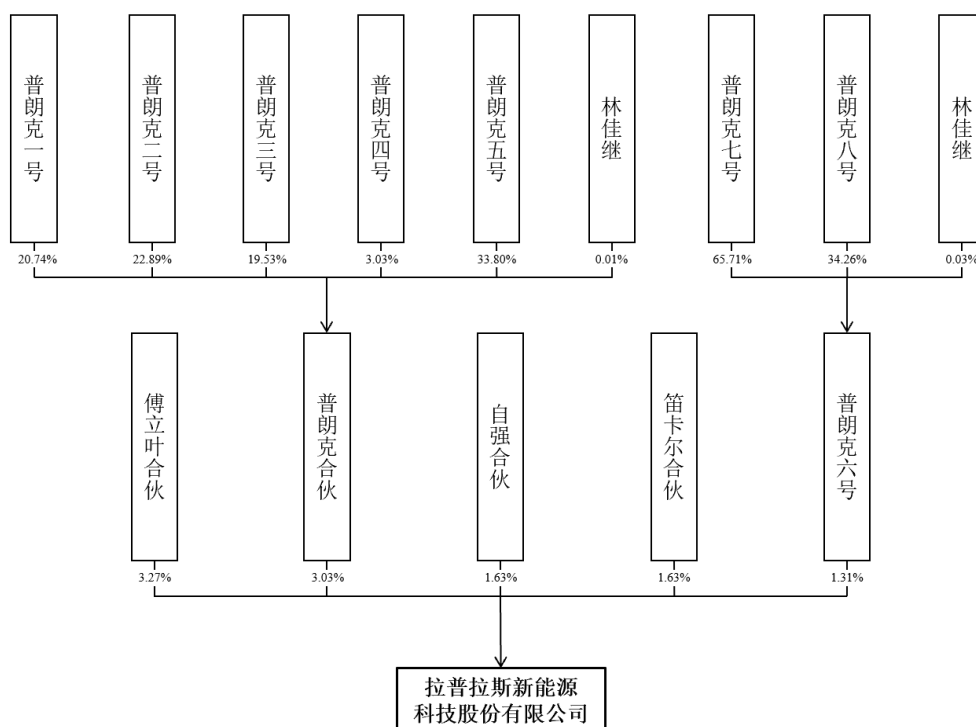 普朗克一号
普朗克二号
普朗克三号
普朗克四号
普朗克五号
林佳继
普朗克七号
普朗克八号
林佳继
20.74%
22.89%
19.53%
3.03%
33.80%
0.01%
65.71%
34.26%
0.03%
傅立叶合伙
普朗克合伙
自强合伙
笛卡尔合伙
普朗克六号
3.27%
3.03%
1.63%
1.63%
1.31%
拉普拉斯新能源
科技股份有限公司